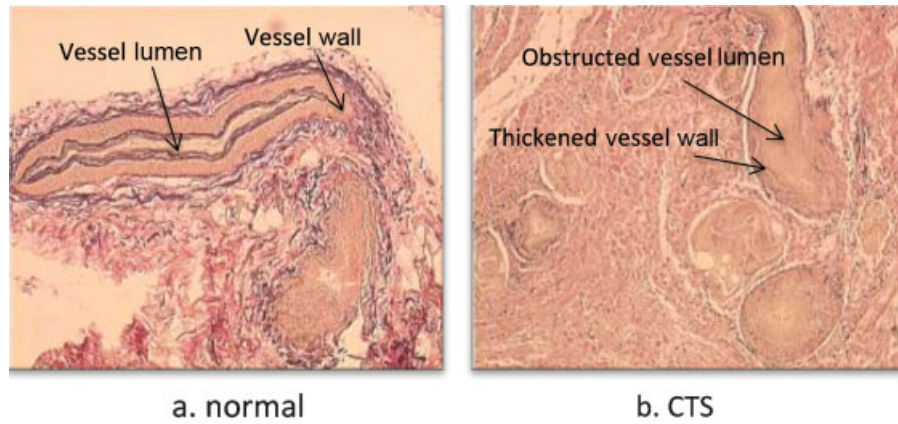 Vessel lumen
Vessel wall
a. normal
Obstructed vessel lumen
Thickened vessel wall
b. CTS